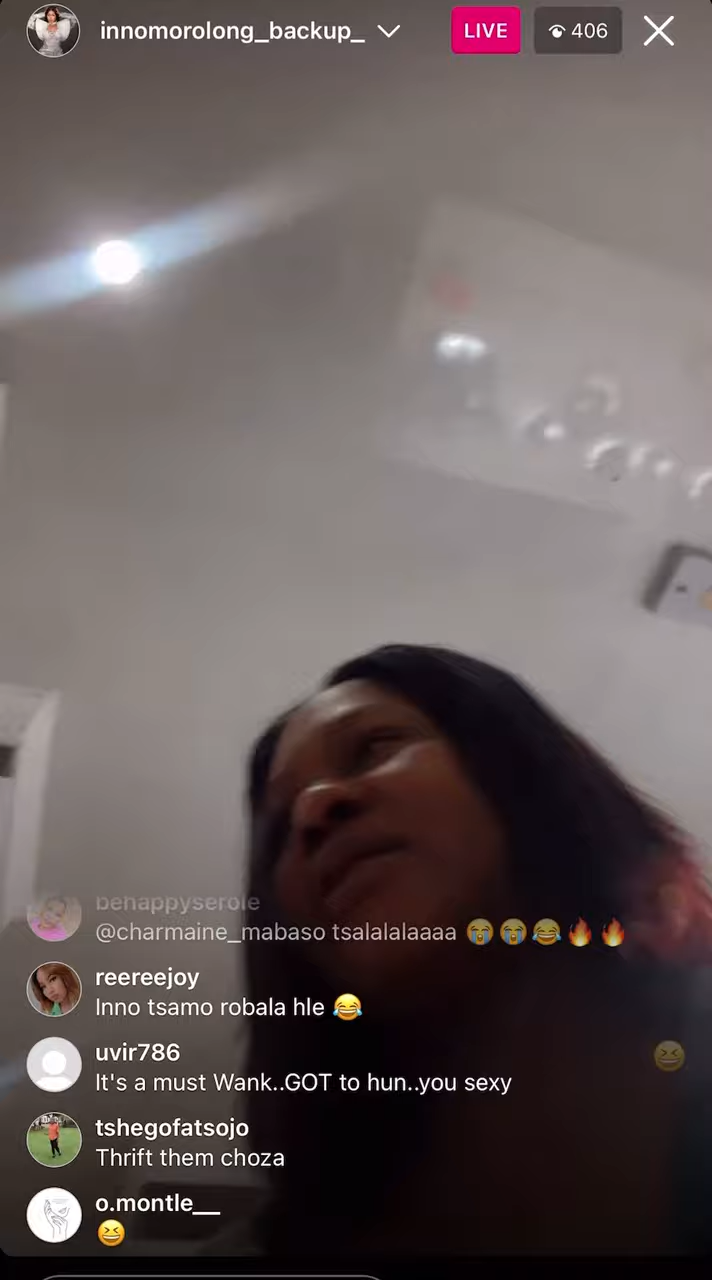 innomorolong_backup_
LIVE
406
behappyserole
@charmaine_mabaso tsalalalaaaa 😭😭😂🔥🔥
reereejoy
Inno tsamo robala hle 😂
uvir786
It's a must Wank..GOT to hun..you sexy
tshegofatsojo
Thrift them choza
o.montle__
😆